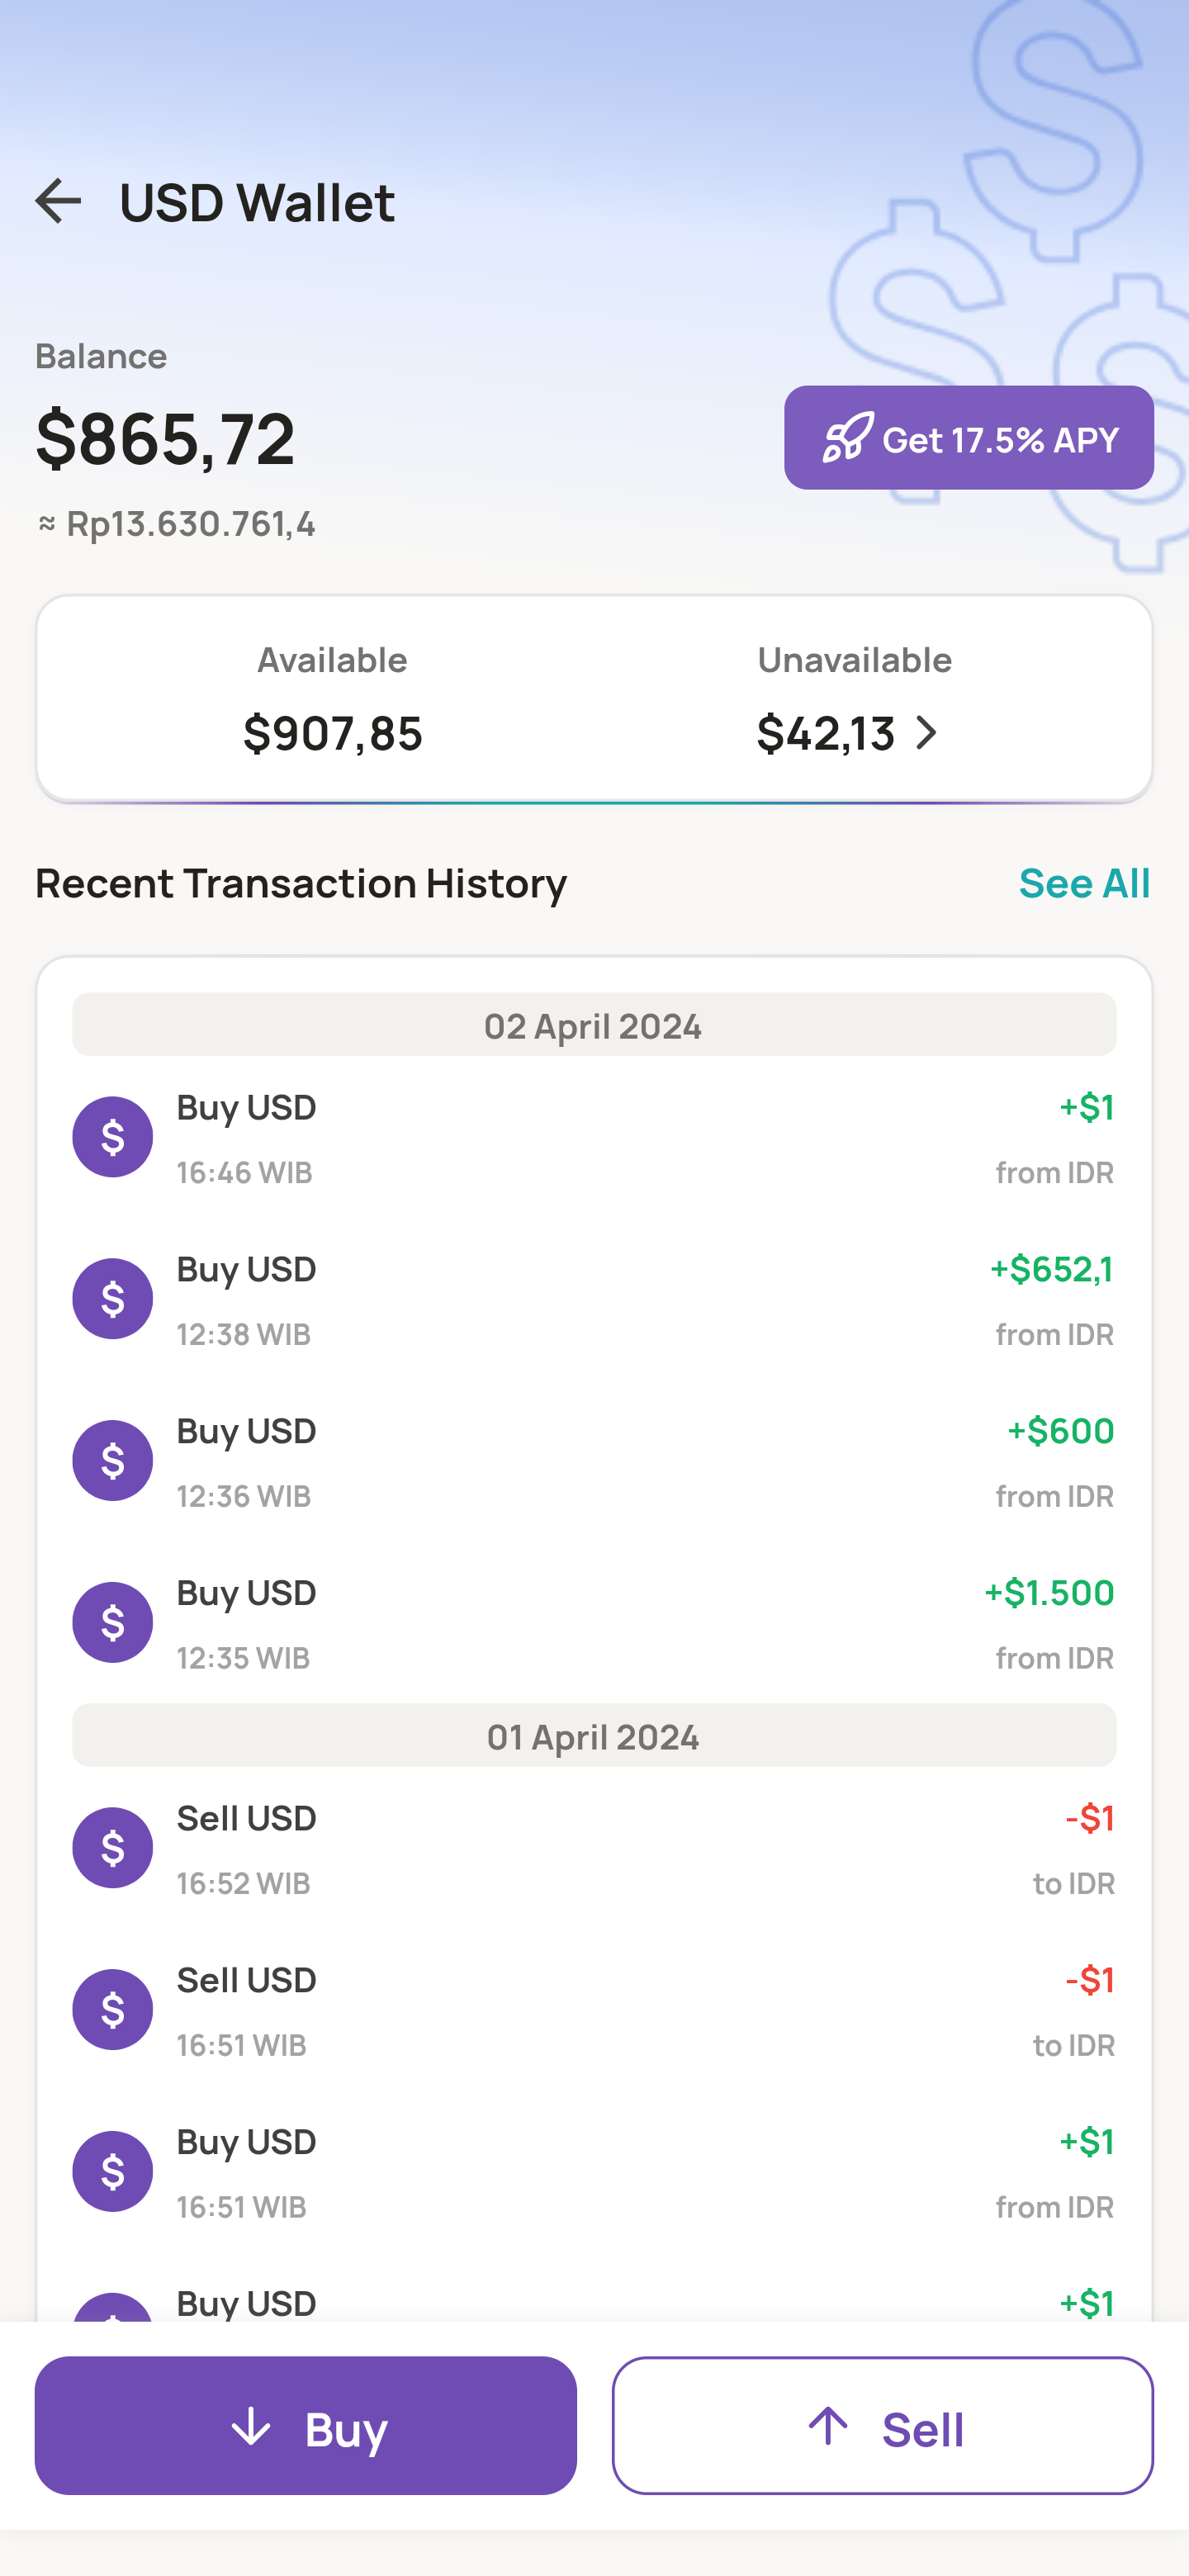 USD Wallet
Balance
$865,72
Get 17.5% APY
≈ Rp13.630.761,4
Available
Unavailable
$907,85
$42,13
Recent Transaction History
See All
02 April 2024
Buy USD
+$1
16:46 WIB
from IDR
Buy USD
+$652,1
12:38 WIB
from IDR
Buy USD
+$600
12:36 WIB
from IDR
Buy USD
+$1.500
12:35 WIB
from IDR
01 April 2024
Sell USD
-$1
16:52 WIB
to IDR
Sell USD
-$1
16:51 WIB
to IDR
Buy USD
+$1
16:51 WIB
from IDR
Buy USD
+$1
Buy
Sell